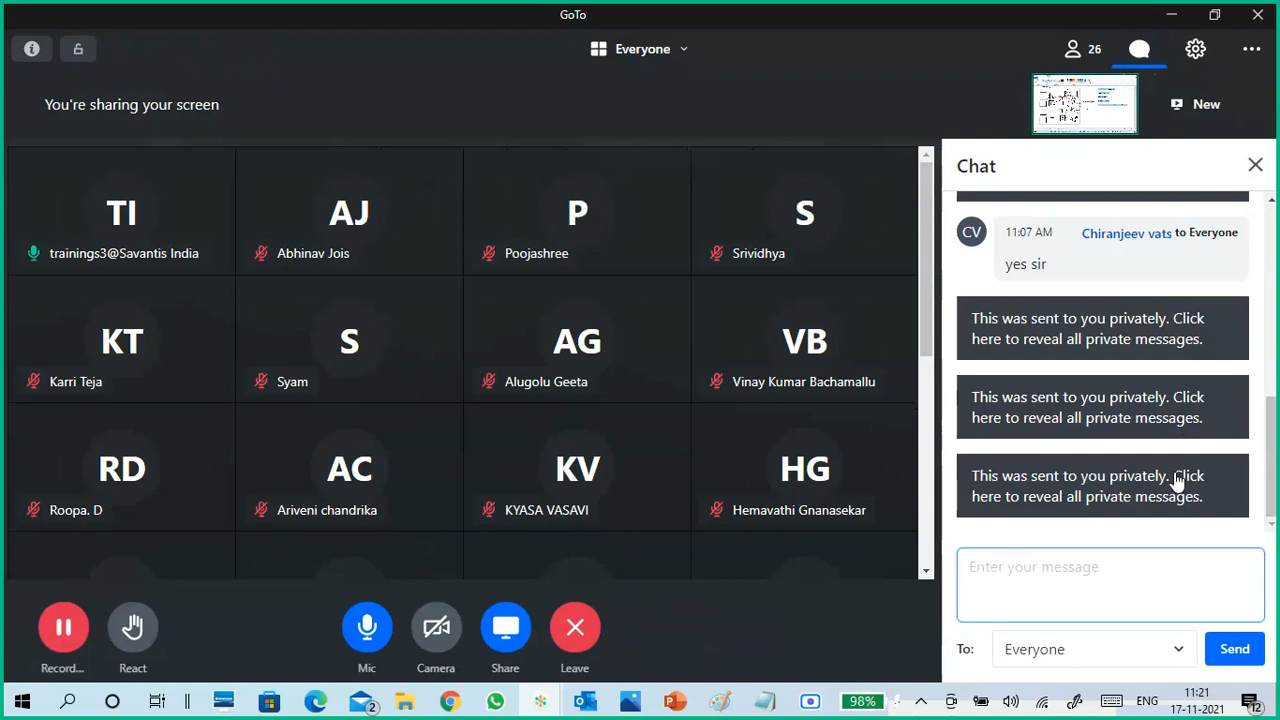 GoTo
Everyone
26
You're sharing your screen
New
TI
trainings3@Savantis India
AJ
Abhinav Jois
P
Poojashree
S
Srividhya
KT
Karri Teja
S
Syam
AG
Alugolu Geeta
VB
Vinay Kumar Bachamallu
RD
Roopa. D
AC
Ariveni chandrika
KV
KYASA VASAVI
HG
Hemavathi Gnanasekar
Chat
CV
11:07 AM
Chiranjeev vats to Everyone
yes sir
This was sent to you privately. Click
here to reveal all private messages.
This was sent to you privately. Click
here to reveal all private messages.
This was sent to you privately. Click
here to reveal all private messages.
Enter your message
To:
Everyone
Send
Record...
React
Mic
Camera
Share
Leave
2
98%
ENG
11:21
17-11-2021
12